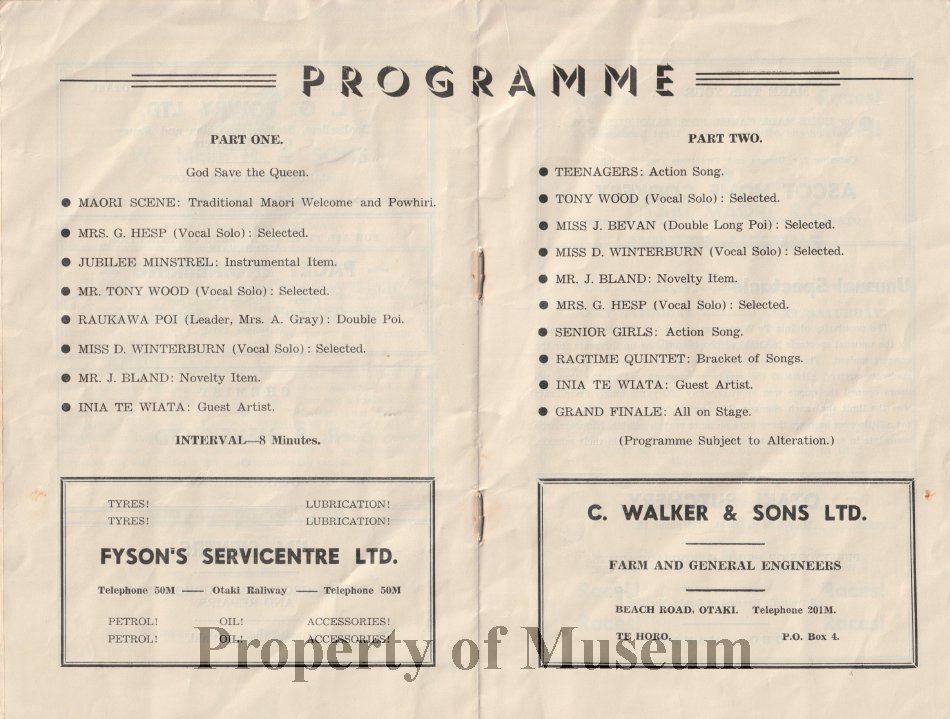 PROGRAMME
PART ONE.
God Save the Queen.
● MAORI SCENE: Traditional Maori Welcome and Powhiri.
● MRS. G. HESP (Vocal Solo): Selected.
● JUBILEE MINSTREL: Instrumental Item.
● MR. TONY WOOD (Vocal Solo): Selected.
● RAUKAWA POI (Leader, Mrs. A. Gray): Double Poi.
● MISS D. WINTERBURN (Vocal Solo): Selected.
● MR. J. BLAND: Novelty Item.
● INIA TE WIATA: Guest Artist.
INTERVAL—8 Minutes.
TYRES! LUBRICATION!
TYRES! LUBRICATION!
FYSON'S SERVICENTRE LTD.
Telephone 50M — Otaki Railway — Telephone 50M
PETROL! OIL! ACCESSORIES!
PETROL! OIL! ACCESSORIES!
PART TWO.
● TEENAGERS: Action Song.
● TONY WOOD (Vocal Solo): Selected.
● MISS J. BEVAN (Double Long Poi): Selected.
● MISS D. WINTERBURN (Vocal Solo): Selected.
● MR. J. BLAND: Novelty Item.
● MRS. G. HESP (Vocal Solo): Selected.
● SENIOR GIRLS: Action Song.
● RAGTIME QUINTET: Bracket of Songs.
● INIA TE WIATA: Guest Artist.
● GRAND FINALE: All on Stage.
(Programme Subject to Alteration.)
C. WALKER & SONS LTD.
FARM AND GENERAL ENGINEERS
BEACH ROAD, OTAKI. Telephone 201M.
TE HORO. P.O. Box 4.
Property of Museum